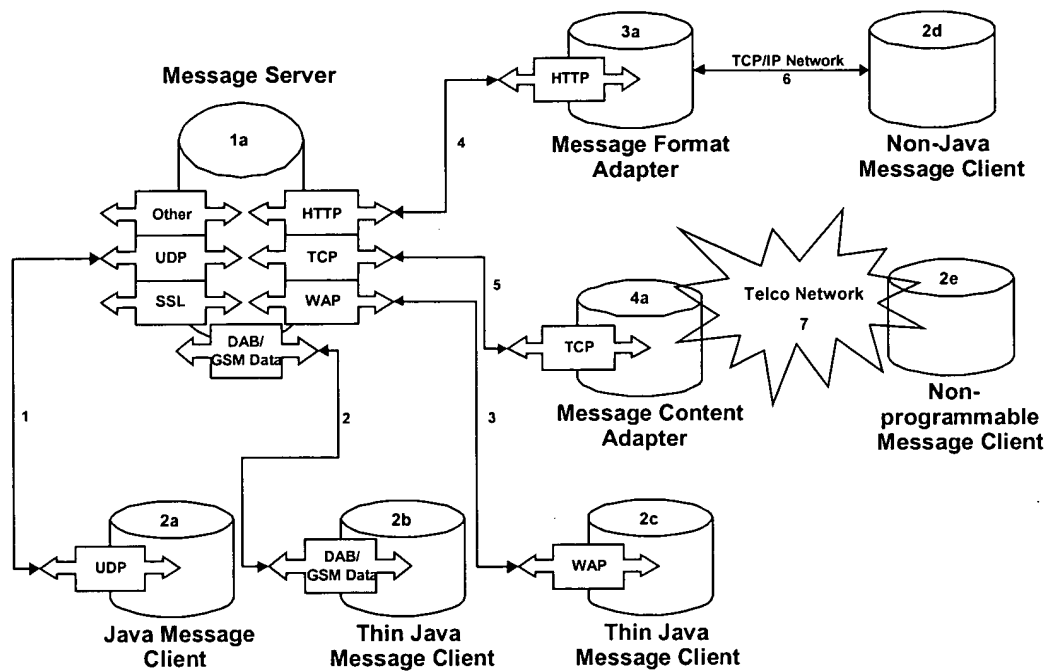 3a
2d
TCP/IP Network
6
HTTP
Message Server
Message Format
Adapter
Non-Java
Message Client
1a
4
Other
HTTP
UDP
TCP
SSL
WAP
DAB/
GSM Data
5
4a
TCP
Telco Network
7
2e
Message Content
Adapter
Non-
programmable
Message Client
1
2
3
2a
UDP
Java Message
Client
2b
DAB/
GSM Data
Thin Java
Message Client
2c
WAP
Thin Java
Message Client